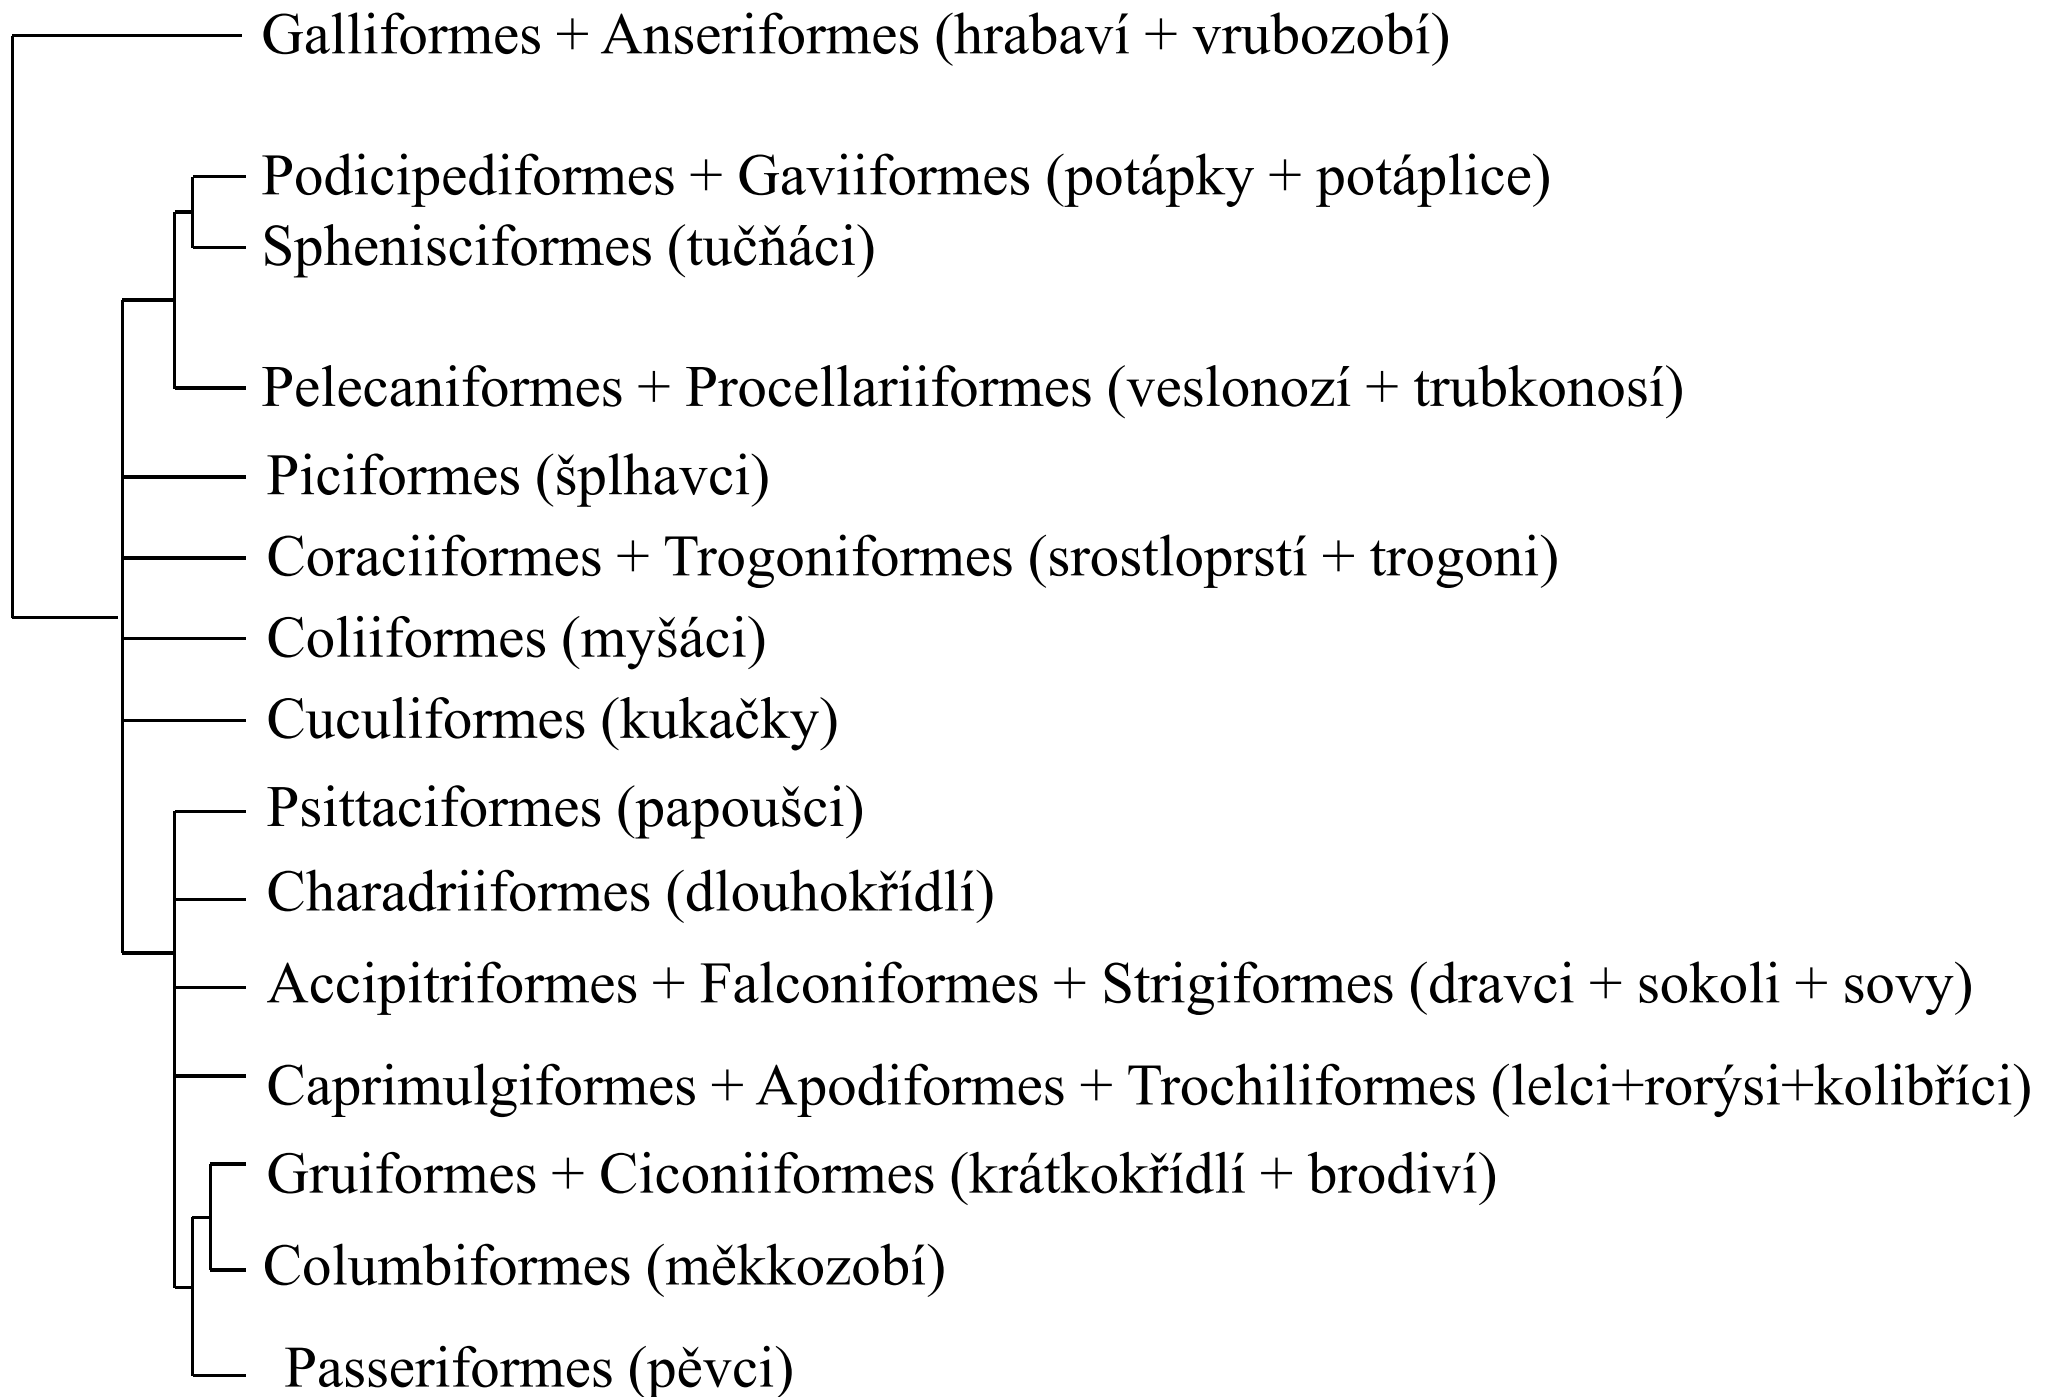 Galliformes + Anseriformes (hrabaví + vrubozobí)
Podicipediformes + Gaviiformes (potápky + potáplice)
Sphenisciformes (tučňáci)
Pelecaniformes + Procellariiformes (veslonozí + trubkonosí)
Piciformes (šplhavci)
Coraciiformes + Trogoniformes (srostloprstí + trogoni)
Coliiformes (myšáci)
Cuculiformes (kukačky)
Psittaciformes (papoušci)
Charadriiformes (dlouhokřídlí)
Accipitriformes + Falconiformes + Strigiformes (dravci + sokoli + sovy)
Caprimulgiformes + Apodiformes + Trochiliformes (lelci+rorýsi+kolibříci)
Gruiformes + Ciconiiformes (krátkokřídlí + brodiví)
Columbiformes (měkkozobí)
Passeriformes (pěvci)